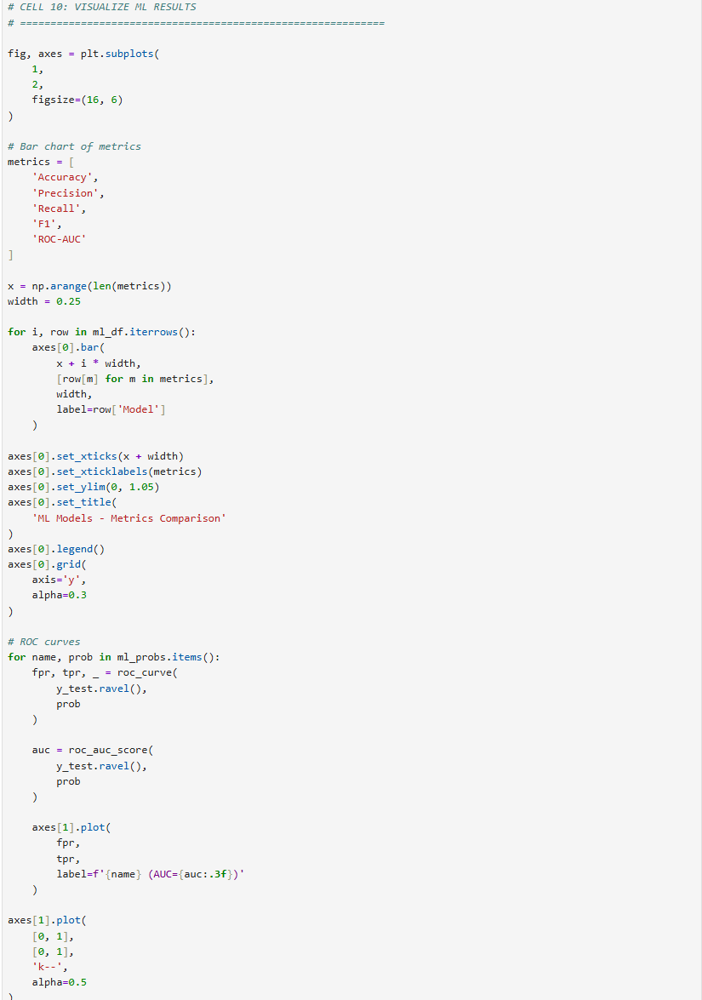 # CELL 10: VISUALIZE ML RESULTS
# ============================================================
fig, axes = plt.subplots(
    1,
    2,
    figsize=(16, 6)
)
# Bar chart of metrics
metrics = [
    'Accuracy',
    'Precision',
    'Recall',
    'F1',
    'ROC-AUC'
]
x = np.arange(len(metrics))
width = 0.25
for i, row in ml_df.iterrows():
    axes[0].bar(
        x + i * width,
        [row[m] for m in metrics],
        width,
        label=row['Model']
    )
axes[0].set_xticks(x + width)
axes[0].set_xticklabels(metrics)
axes[0].set_ylim(0, 1.05)
axes[0].set_title(
    'ML Models - Metrics Comparison'
)
axes[0].legend()
axes[0].grid(
    axis='y',
    alpha=0.3
)
# ROC curves
for name, prob in ml_probs.items():
    fpr, tpr, _ = roc_curve(
        y_test.ravel(),
        prob
    )
    auc = roc_auc_score(
        y_test.ravel(),
        prob
    )
    axes[1].plot(
        fpr,
        tpr,
        label=f'{name} (AUC={auc:.3f})'
    )
axes[1].plot(
    [0, 1],
    [0, 1],
    'k--',
    alpha=0.5
)